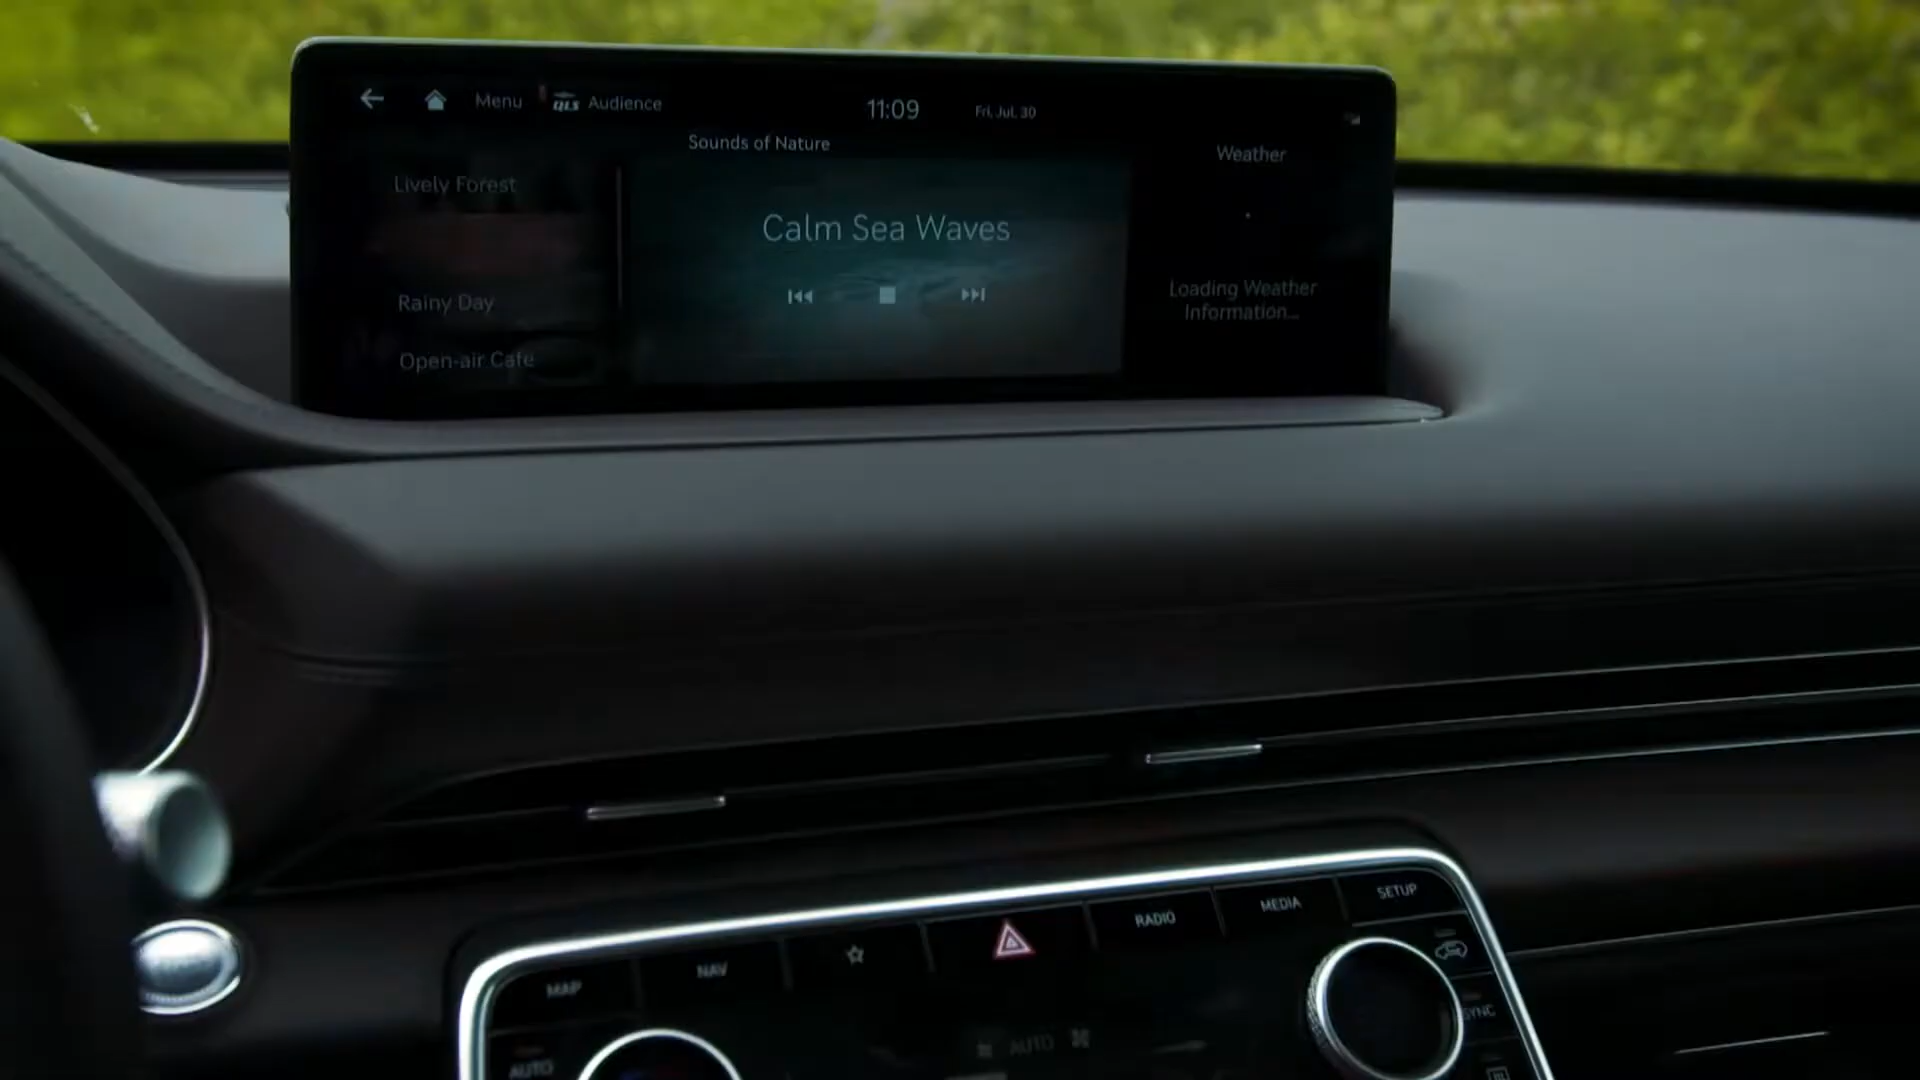 Menu QLS Audience 11:09 Fri, Jul. 30
Sounds of Nature
Weather
Lively Forest
Calm Sea Waves
Loading Weather
Information...
Rainy Day
Open-air Cafe
SETUP
MEDIA
RADIO
NAV
MAP
SYNC
AUTO
AUTO